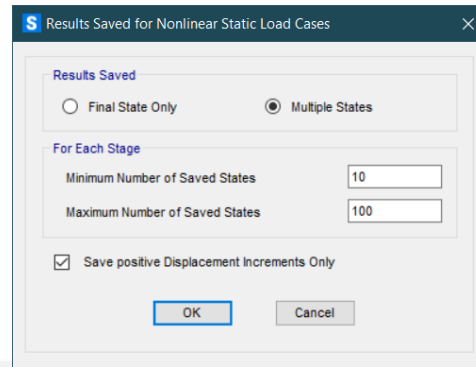 S Results Saved for Nonlinear Static Load Cases
Results Saved
Final State Only Multiple States
For Each Stage
Minimum Number of Saved States 10
Maximum Number of Saved States 100
Save positive Displacement Increments Only
OK Cancel